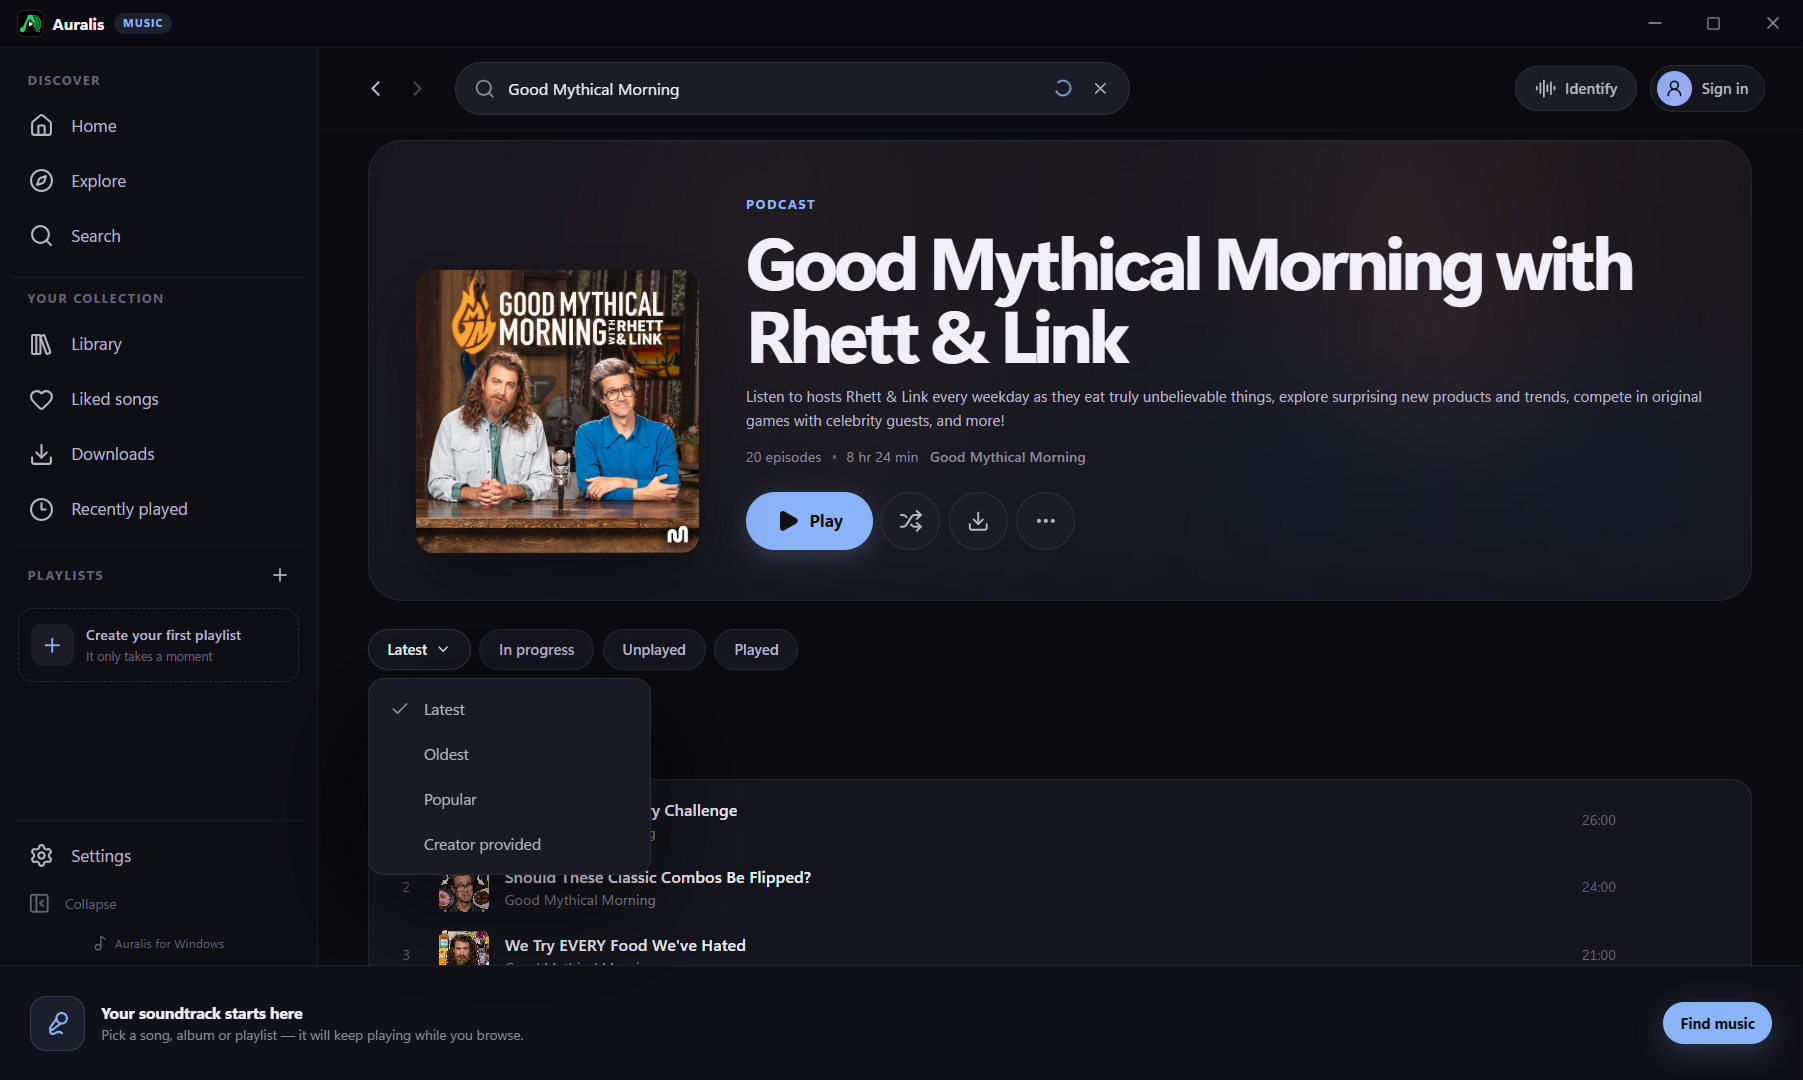 Auralis MUSIC
DISCOVER
Home
Explore
Search
YOUR COLLECTION
Library
Liked songs
Downloads
Recently played
PLAYLISTS
Create your first playlist
It only takes a moment
Settings
Collapse
Auralis for Windows
Good Mythical Morning
Identify
Sign in
GOOD MYTHICAL
MORNING WITH RHETT
& LINK
PODCAST
Good Mythical Morning with
Rhett & Link
Listen to hosts Rhett & Link every weekday as they eat truly unbelievable things, explore surprising new products and trends, compete in original
games with celebrity guests, and more!
20 episodes • 8 hr 24 min Good Mythical Morning
Play
Latest
In progress
Unplayed
Played
Latest
Oldest
Popular
Creator provided
Challenge
26:00
2
Should These Classic Combos Be Flipped?
Good Mythical Morning
24:00
3
We Try EVERY Food We've Hated
21:00
Your soundtrack starts here
Pick a song, album or playlist — it will keep playing while you browse.
Find music